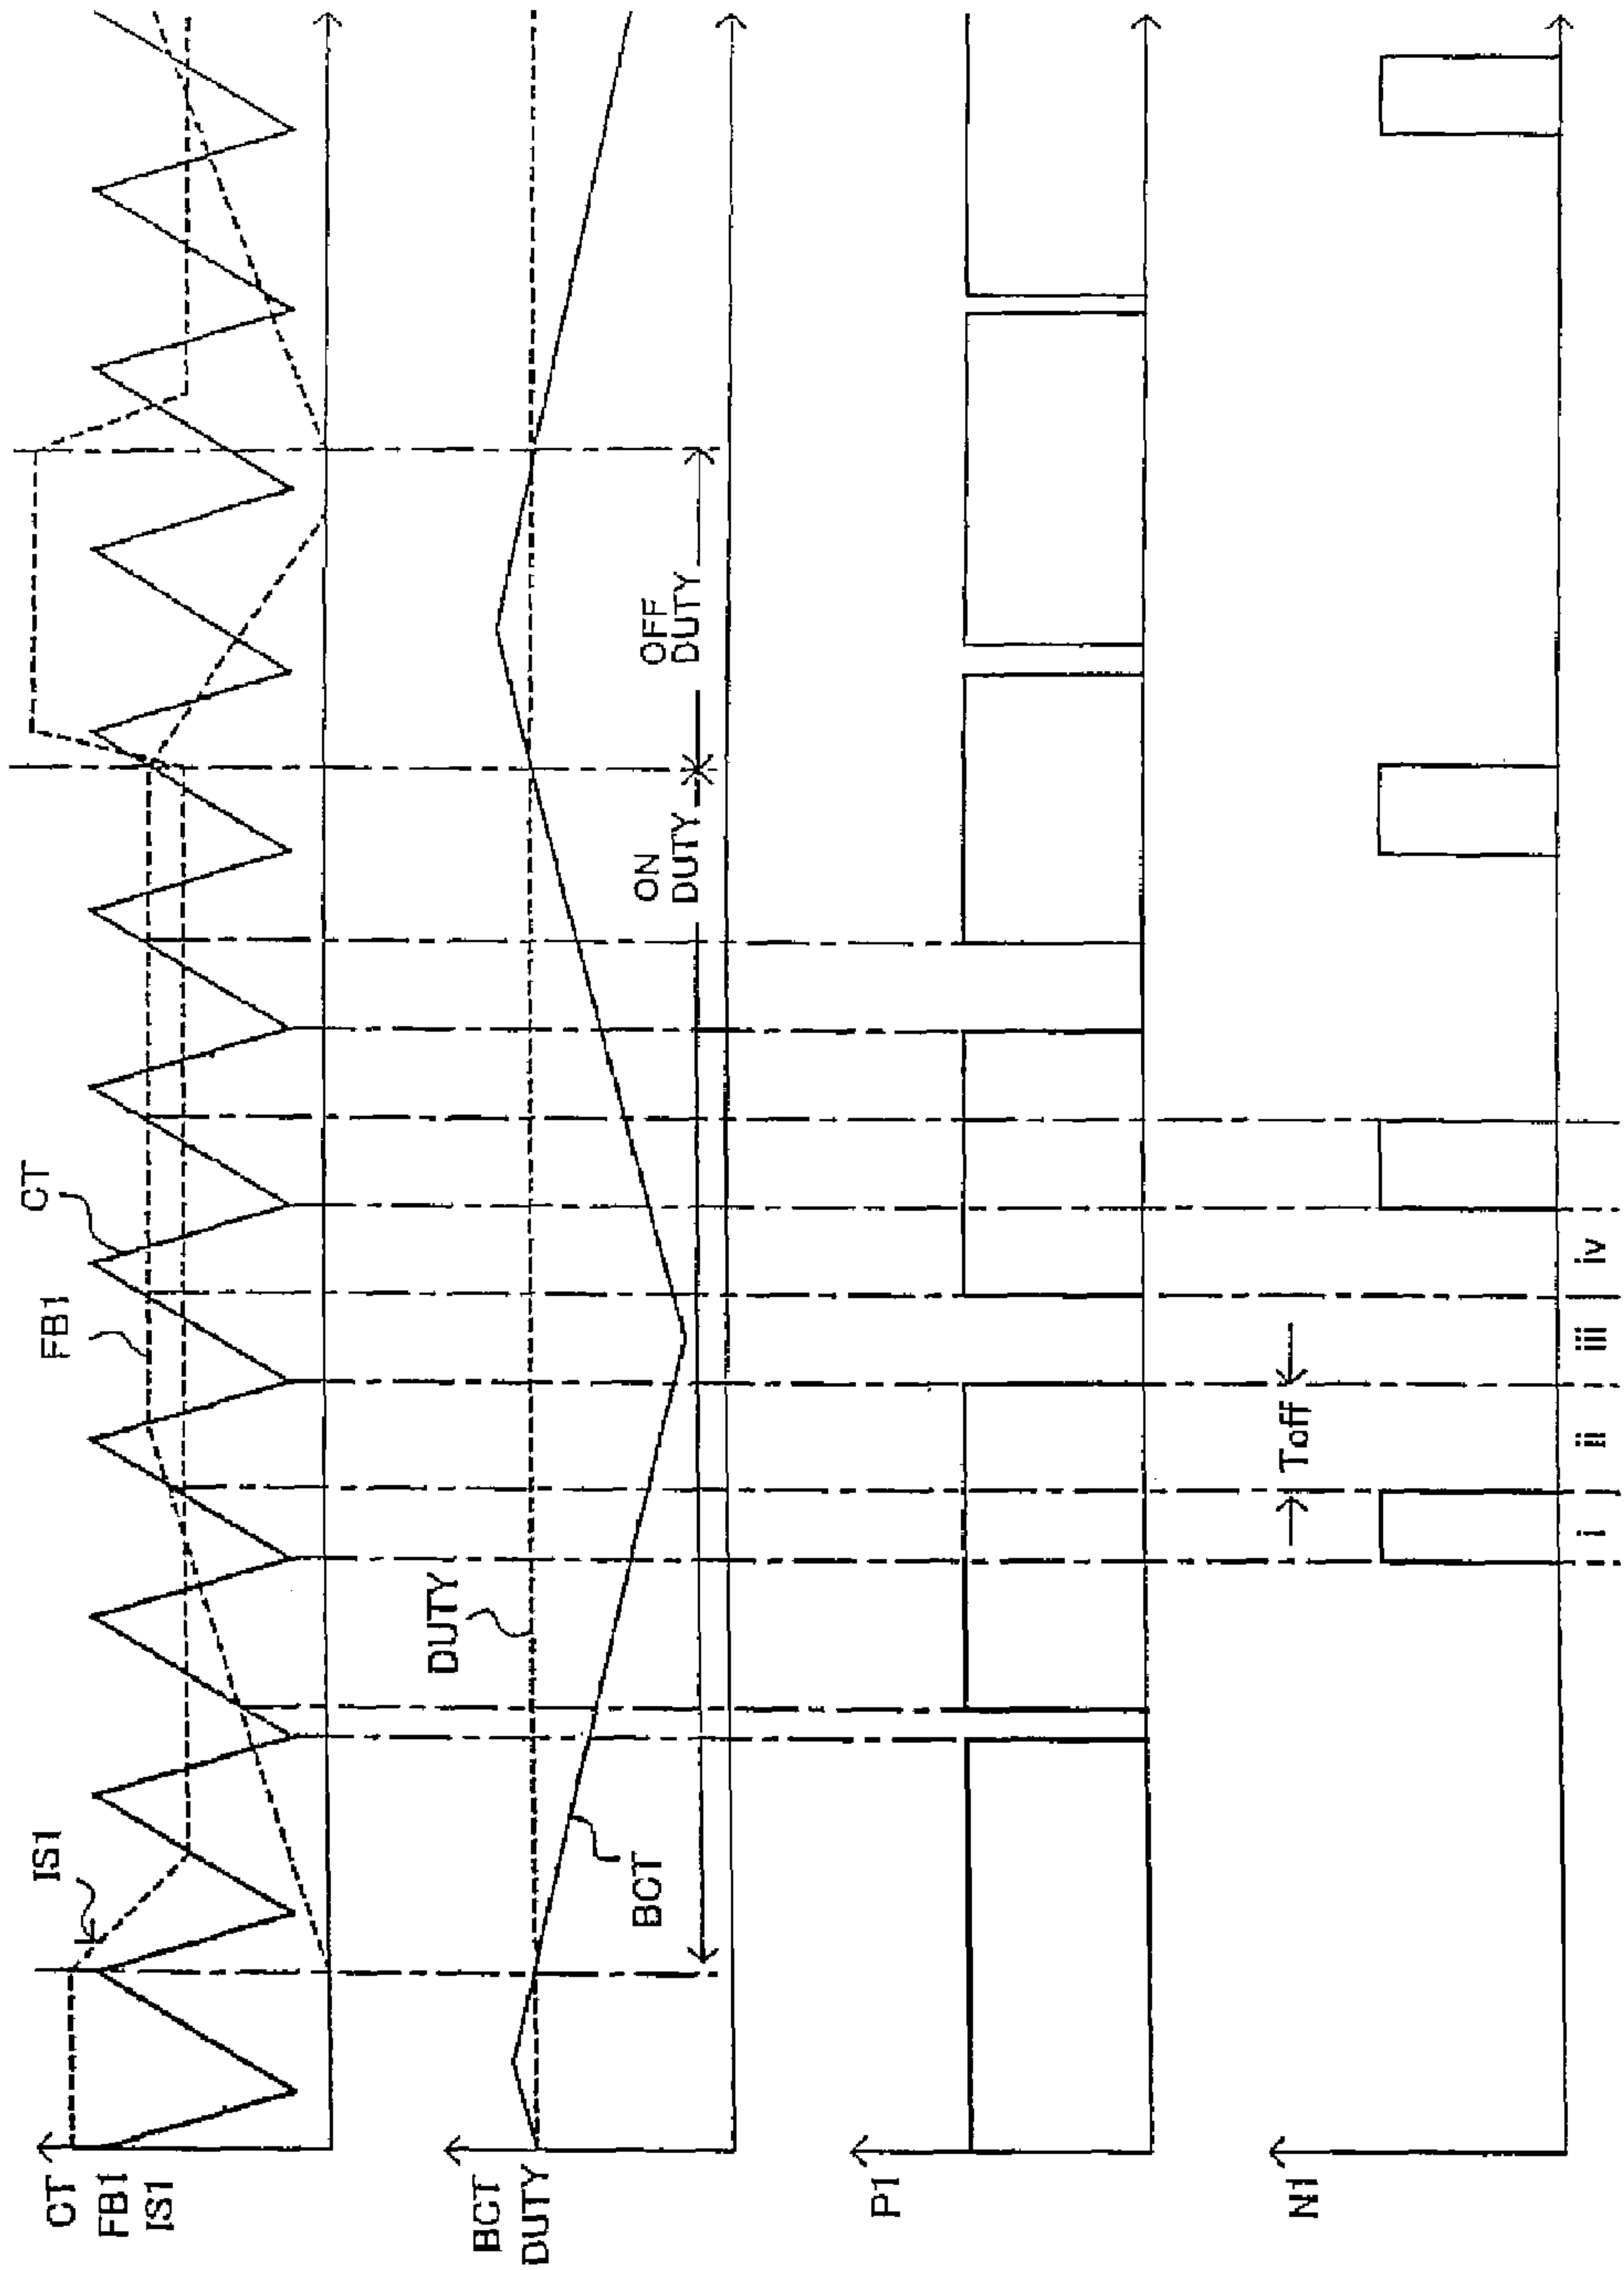 CT
FB1
IS1
IS1
FB1
CT
BCT
DUTY
BCT
DUTY
ON
DUTY
OFF
DUTY
P1
N1
Toff
i
ii
iii
iv